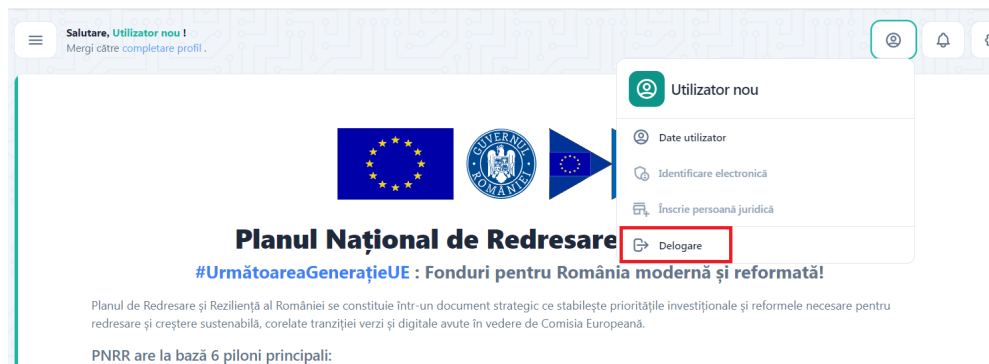 Salutare, Utilizator nou !
Mergi către completare profil .
Utilizator nou
Date utilizator
Identificare electronică
Înscrie persoană juridică
Delogare
GUVERNUL ROMÂNIEI
Planul Național de Redresare
#UrmătoareaGenerațieUE : Fonduri pentru România modernă și reformată!
Planul de Redresare și Reziliență al României se constituie într-un document strategic ce stabilește prioritățile investiționale și reformele necesare pentru
redresare și creștere sustenabilă, corelate tranziției verzi și digitale avute în vedere de Comisia Europeană.
PNRR are la bază 6 piloni principali: